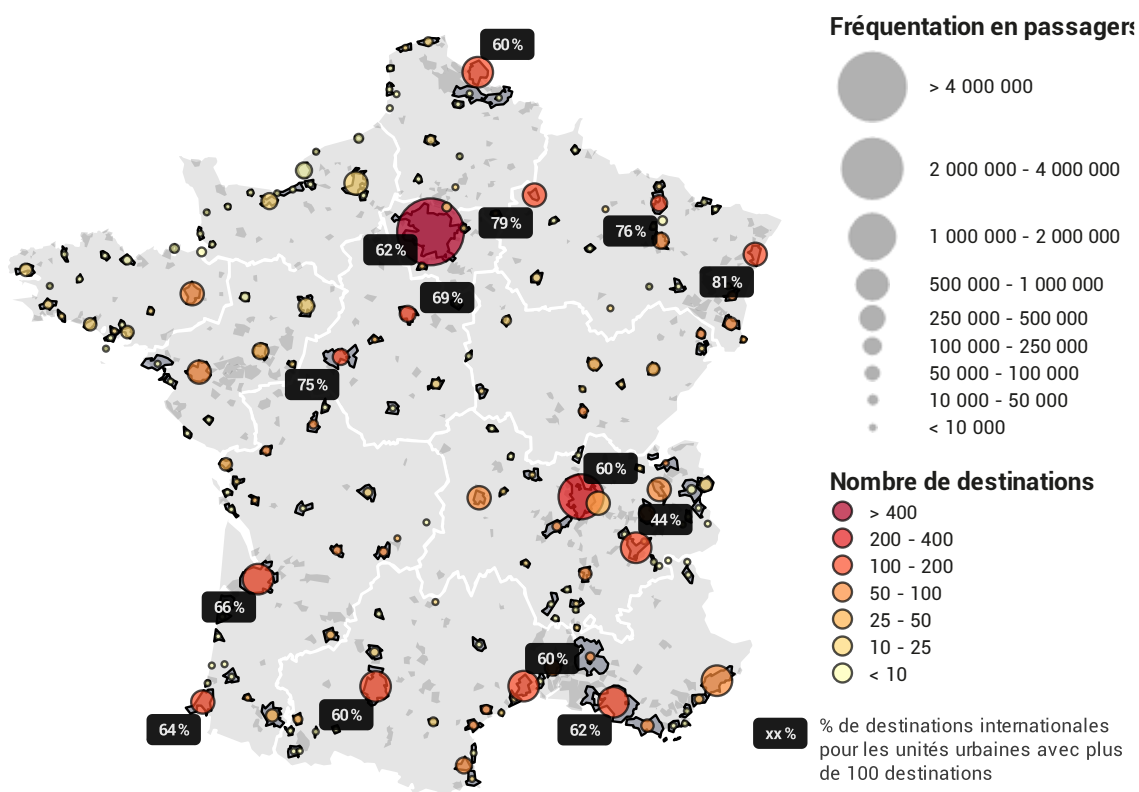 Fréquentation en passagers
> 4 000 000
2 000 000 - 4 000 000
1 000 000 - 2 000 000
500 000 - 1 000 000
250 000 - 500 000
100 000 - 250 000
50 000 - 100 000
10 000 - 50 000
< 10 000
Nombre de destinations
> 400
200 - 400
100 - 200
50 - 100
25 - 50
10 - 25
< 10
xx %
% de destinations internationales
pour les unités urbaines avec plus
de 100 destinations
60 %
79 %
76 %
62 %
81 %
69 %
75 %
60 %
44 %
66 %
60 %
60 %
64 %
62 %